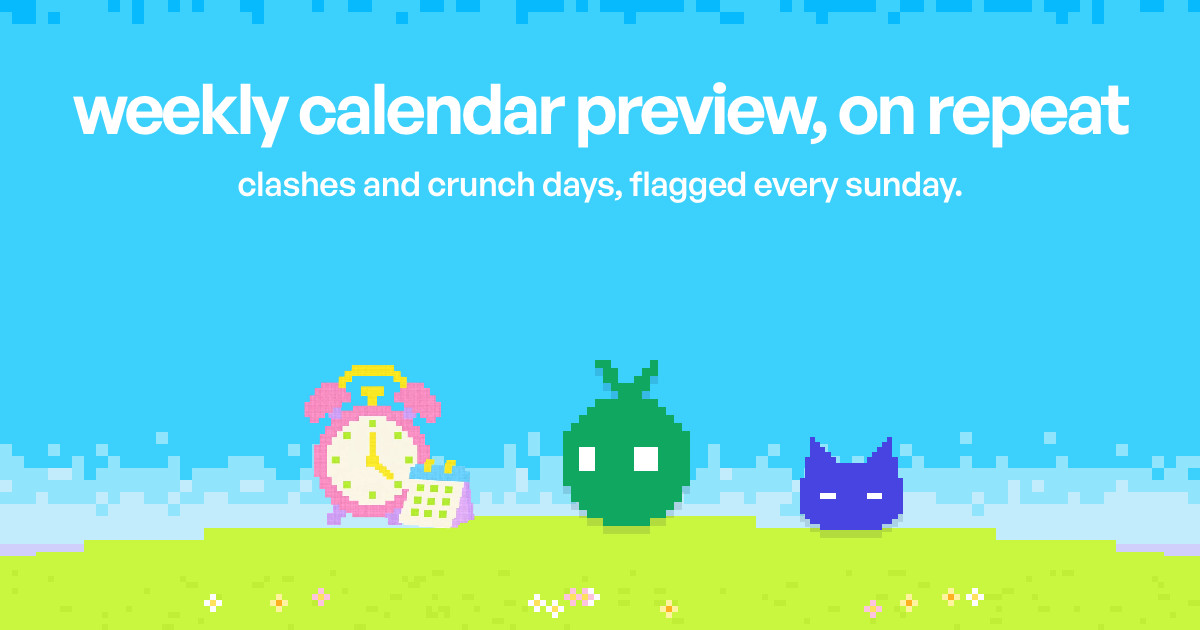 weekly calendar preview, on repeat
clashes and crunch days, flagged every sunday.